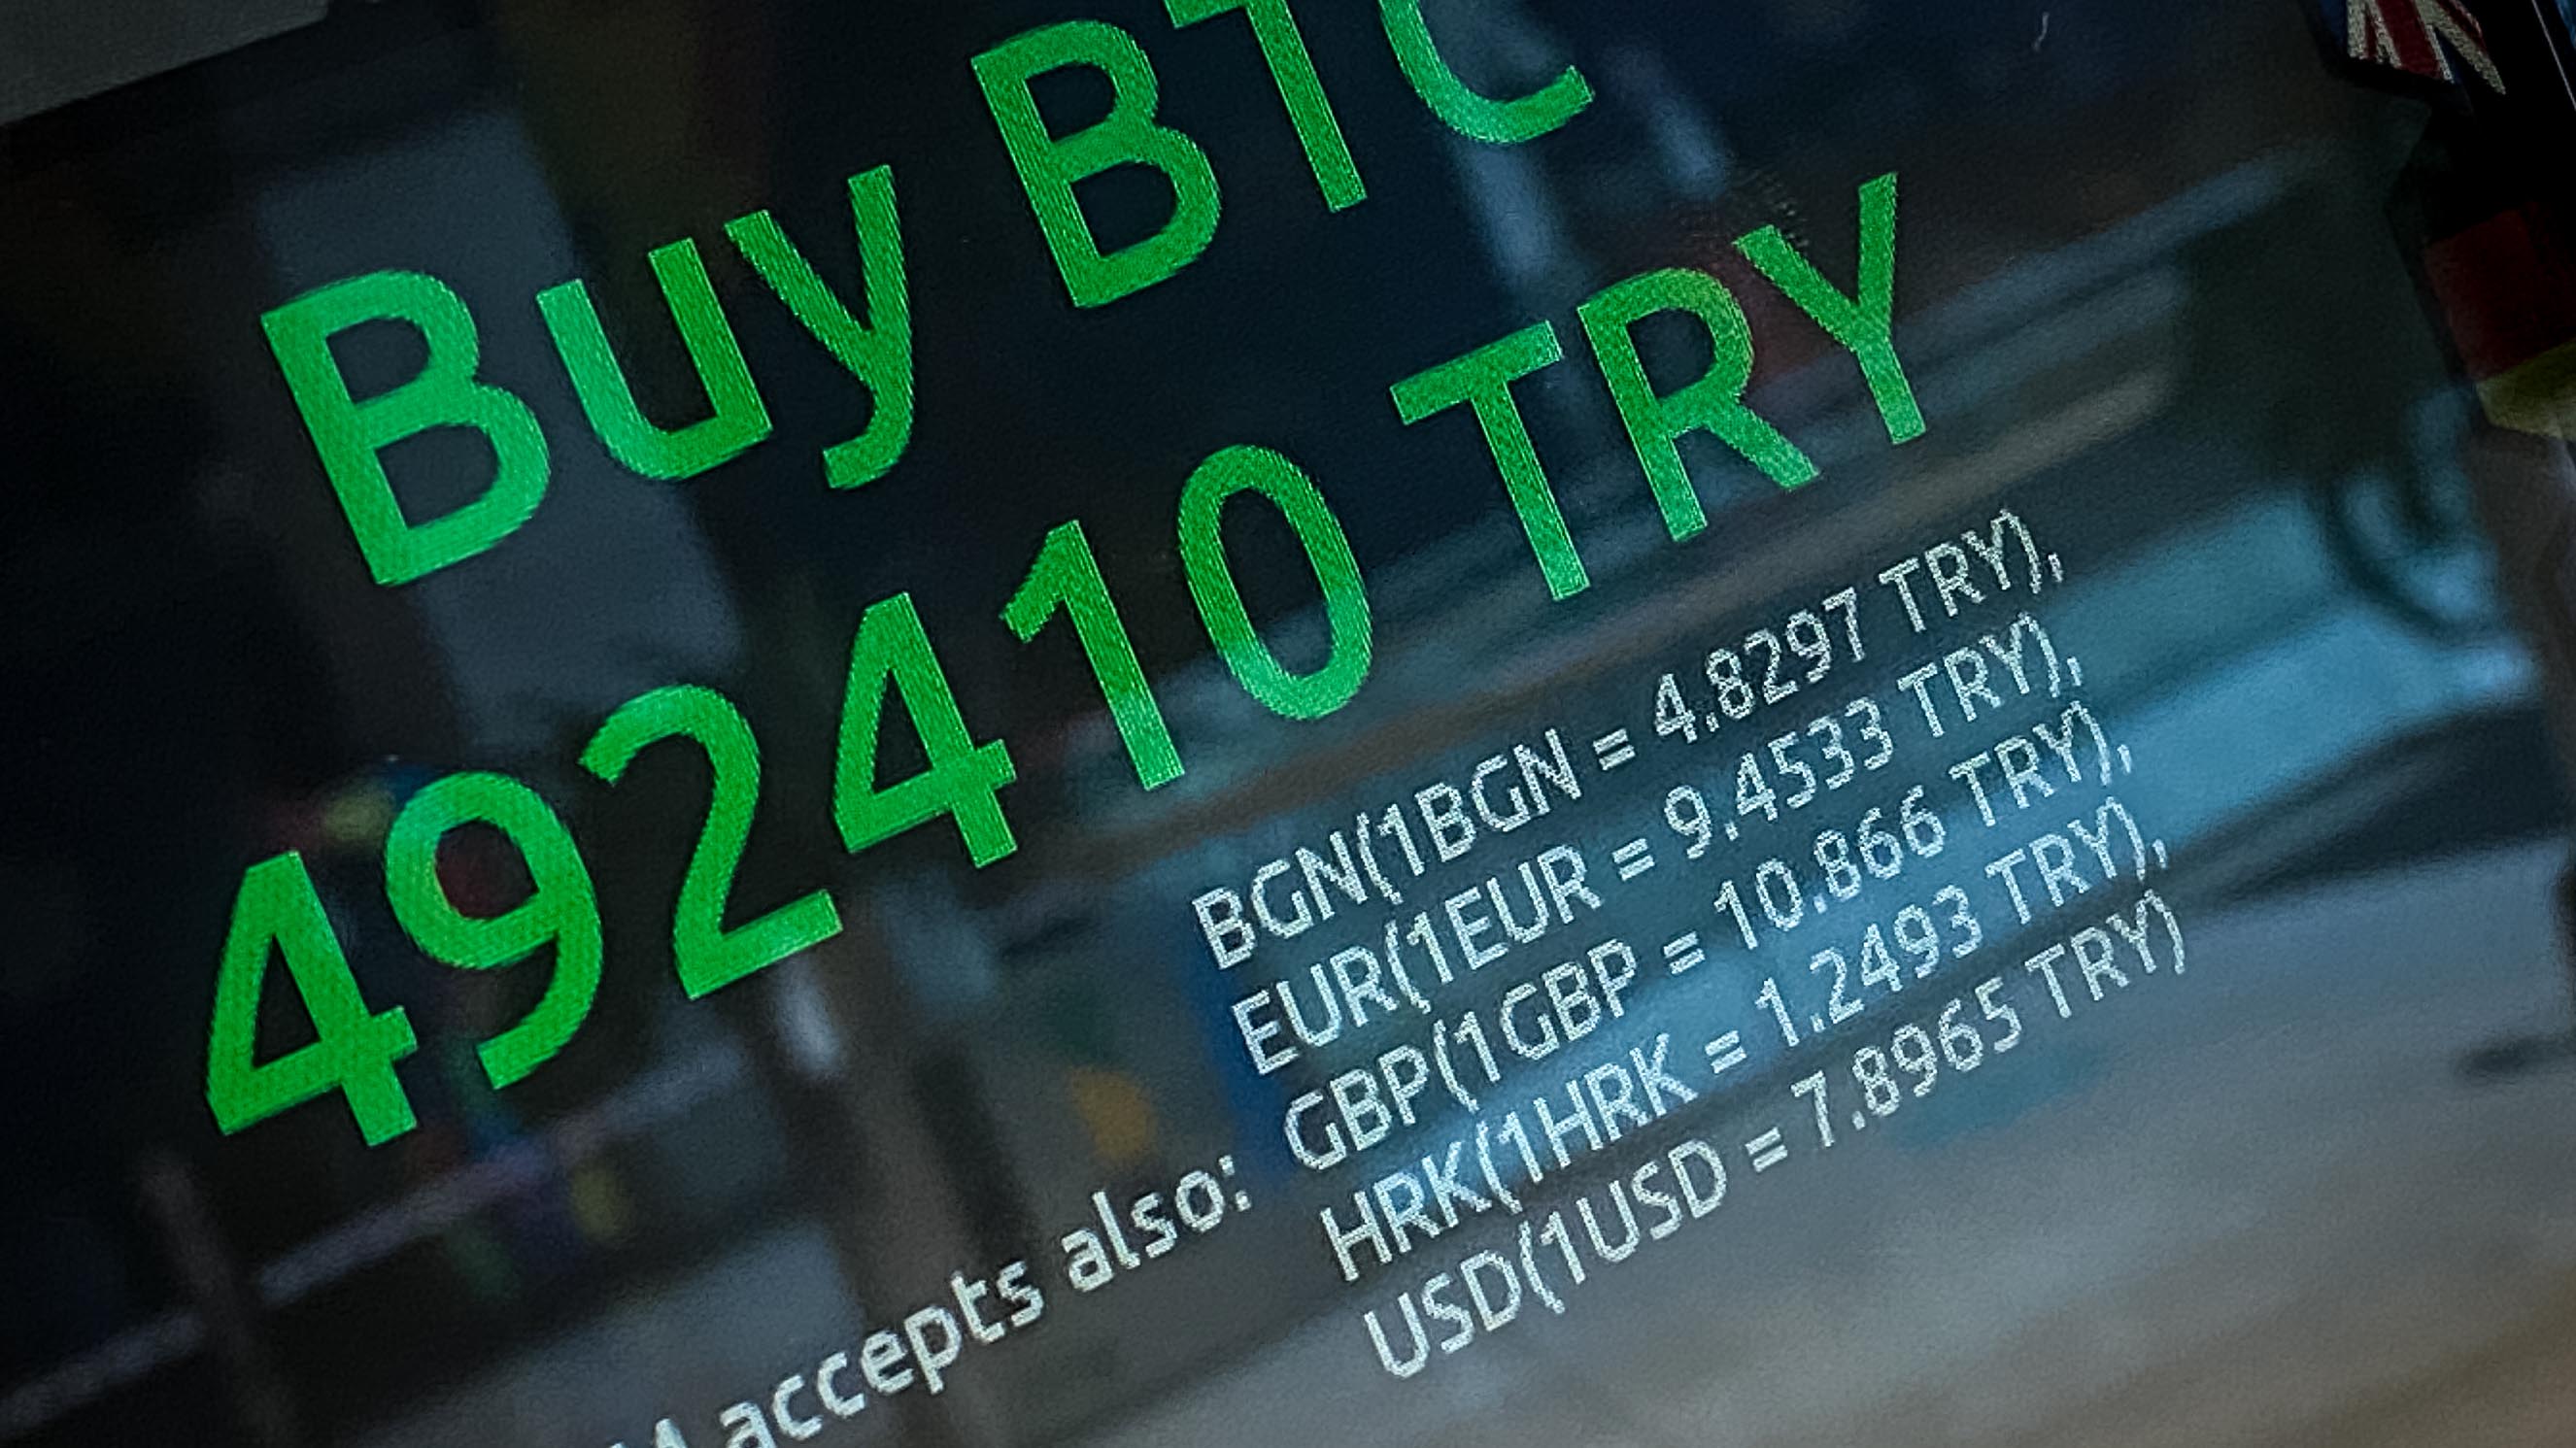 Buy BTC
492410 TRY
BGN(1BGN = 4.8297 TRY),
EUR(1EUR = 9.4533 TRY),
accepts also: GBP(1GBP = 10.866 TRY),
HRK(1HRK = 1.2493 TRY),
USD(1USD = 7.8965 TRY)